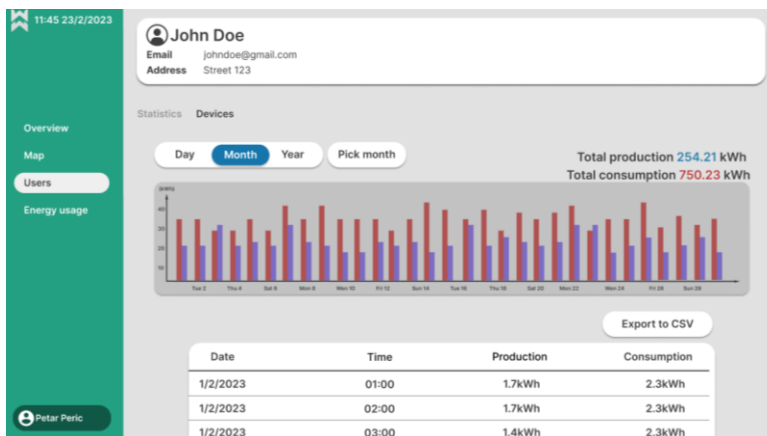 11:45 23/2/2023
John Doe
Email johndoe@gmail.com
Address Street 123
Statistics Devices
Overview
Map
Users
Energy usage
Day Month Year Pick month
Total production 254.21 kWh
Total consumption 750.23 kWh
(kWh)
40
30
20
10
Tue 2 Thu 4 Sat 6 Mon 8 Wen 10 Fri 12 Sun 14 Tue 16 Thu 18 Sat 20 Mon 22 Wen 24 Fri 26 Sun 28
Export to CSV
Date Time Production Consumption
1/2/2023 01:00 1.7kWh 2.3kWh
1/2/2023 02:00 1.7kWh 2.3kWh
1/2/2023 03:00 1.4kWh 2.3kWh
Petar Peric